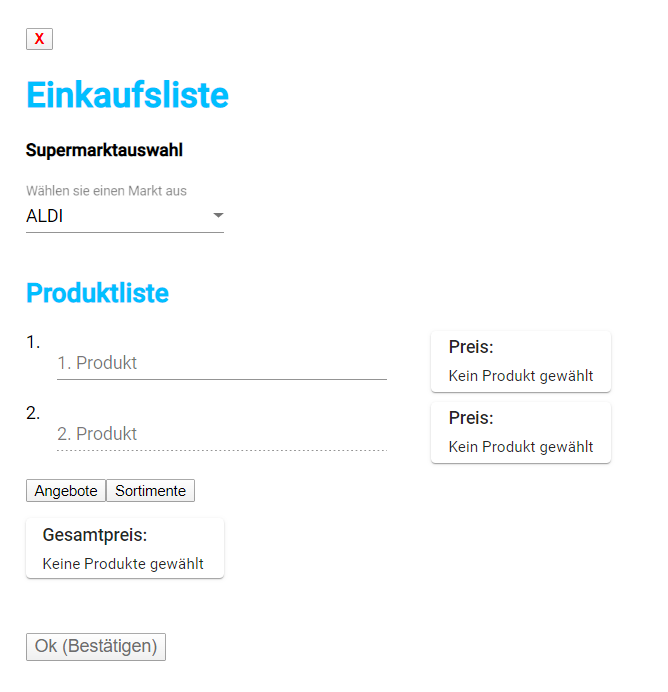 X
Einkaufsliste
Supermarktauswahl
Wählen sie einen Markt aus
ALDI
Produktliste
1.
1. Produkt
Preis:
Kein Produkt gewählt
2.
2. Produkt
Preis:
Kein Produkt gewählt
Angebote Sortimente
Gesamtpreis:
Keine Produkte gewählt
Ok (Bestätigen)